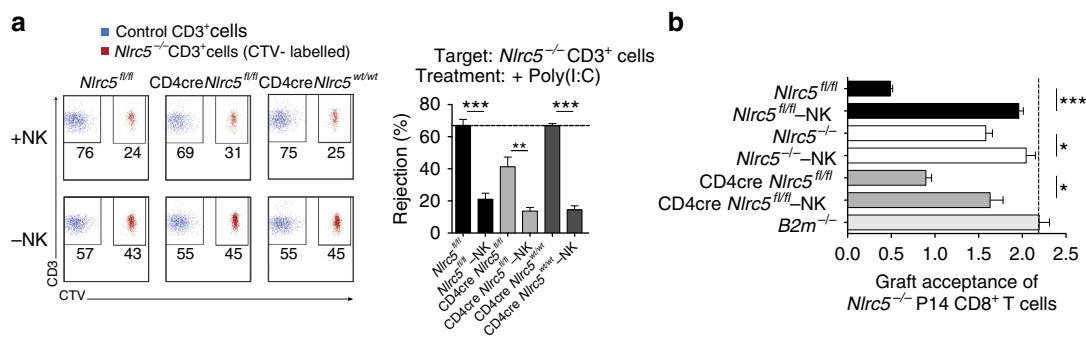 a
Control CD3+cells
Nlrc5−/−CD3+cells (CTV- labelled)
Nlrc5fl/fl
CD4creNlrc5fl/fl
CD4creNlrc5wt/wt
+NK
76
24
69
31
75
25
−NK
57
43
55
45
55
45
CD3
CTV
Target: Nlrc5−/− CD3+ cells
Treatment: + Poly(I:C)
80
60
40
20
0
Rejection (%)
***
**
***
Nlrc5fl/fl
Nlrc5fl/fl −NK
CD4cre Nlrc5fl/fl
CD4cre Nlrc5fl/fl −NK
CD4cre Nlrc5wt/wt
CD4cre Nlrc5wt/wt −NK
b
Nlrc5fl/fl
Nlrc5fl/fl−NK
Nlrc5−/−
Nlrc5−/−−NK
CD4cre Nlrc5fl/fl
CD4cre Nlrc5fl/fl−NK
B2m−/−
***
*
*
0.0 0.5 1.0 1.5 2.0 2.5
Graft acceptance of
Nlrc5−/− P14 CD8+ T cells